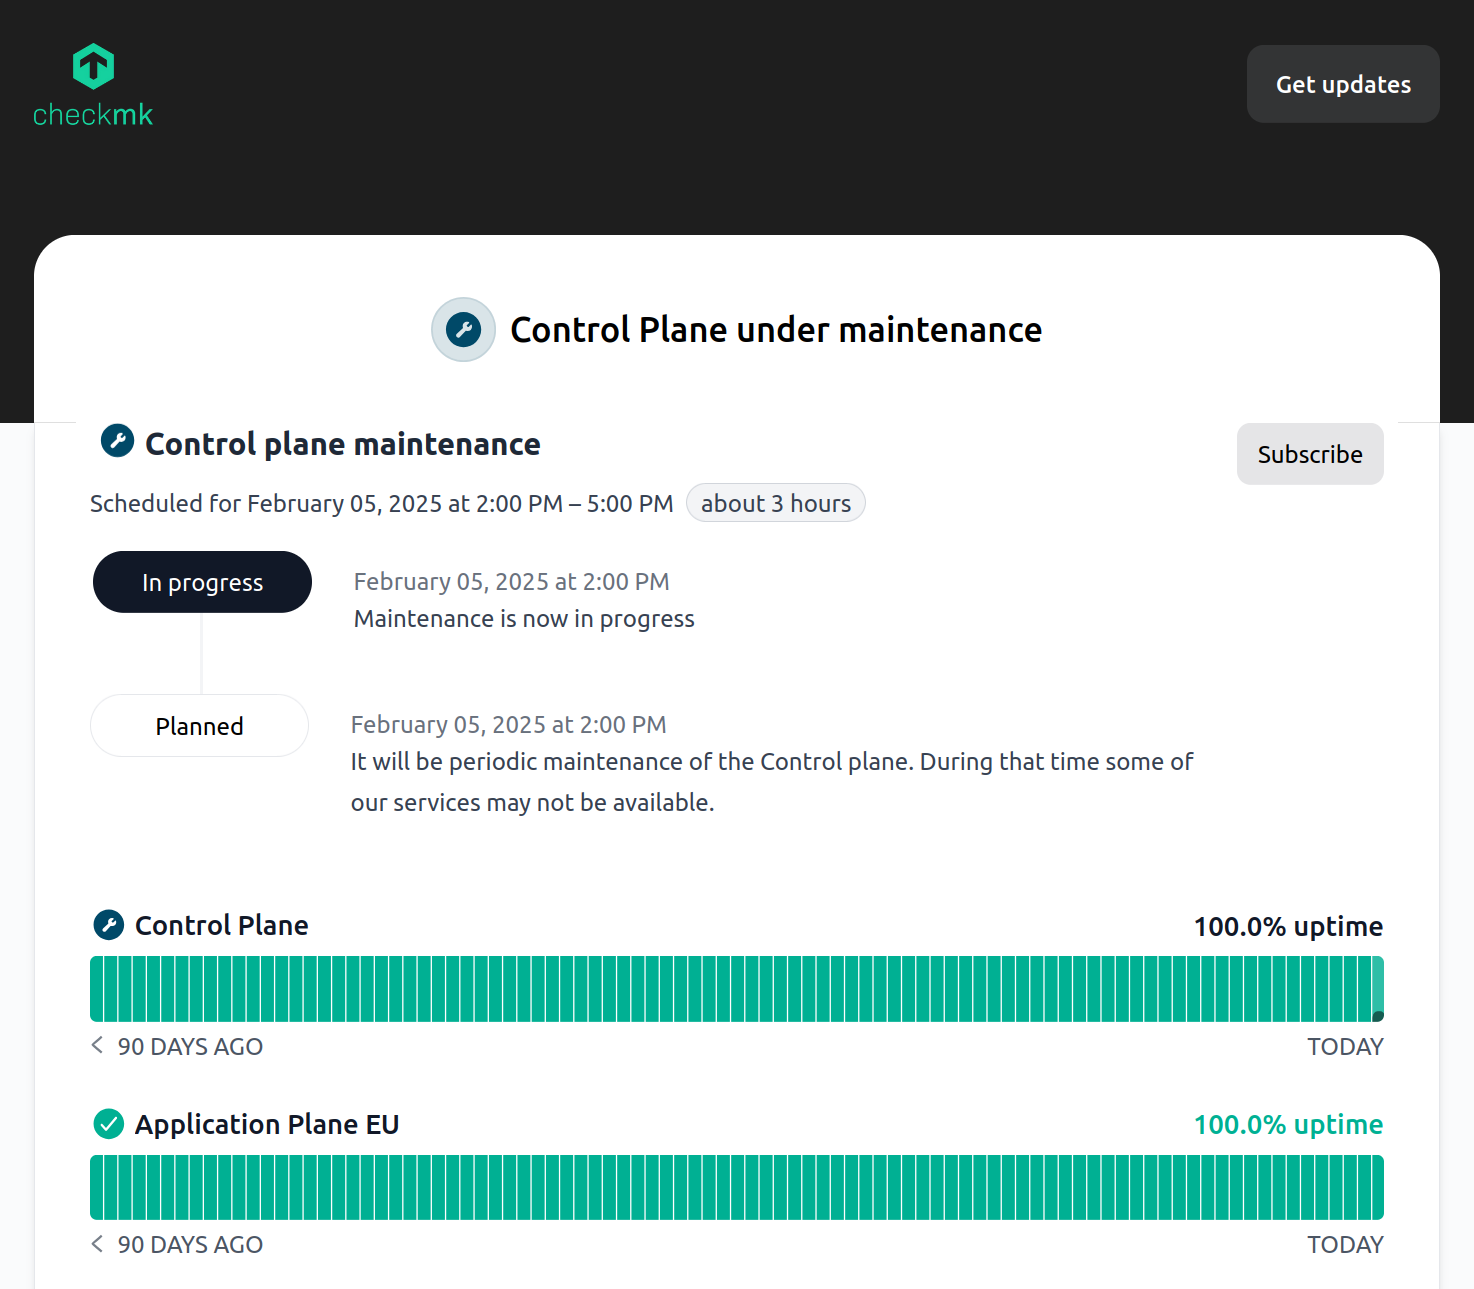 checkmk
Get updates
Control Plane under maintenance
Control plane maintenance
Subscribe
Scheduled for February 05, 2025 at 2:00 PM – 5:00 PM about 3 hours
In progress
February 05, 2025 at 2:00 PM
Maintenance is now in progress
Planned
February 05, 2025 at 2:00 PM
It will be periodic maintenance of the Control plane. During that time some of
our services may not be available.
Control Plane 100.0% uptime
90 DAYS AGO TODAY
Application Plane EU 100.0% uptime
90 DAYS AGO TODAY